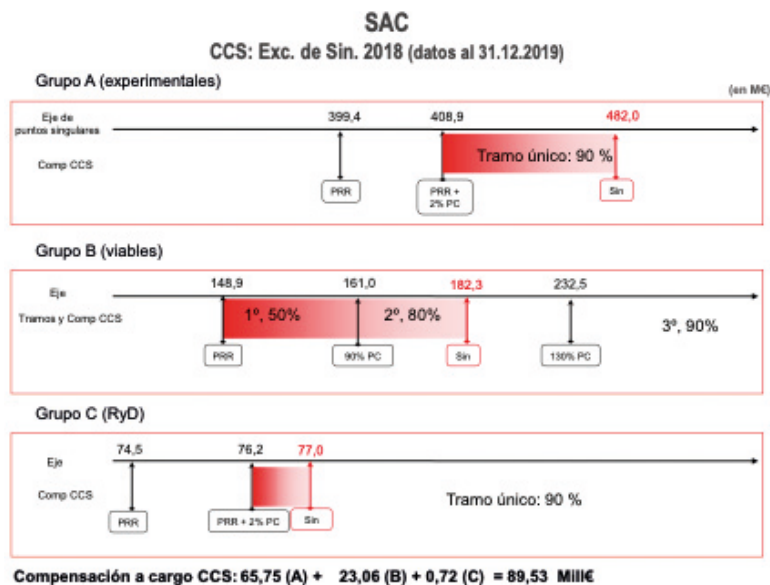 SAC
CCS: Exc. de Sin. 2018 (datos al 31.12.2019)
Grupo A (experimentales)
(en M€)
Eje de
puntos singulares
399,4
408,9
482,0
Comp CCS
Tramo único: 90 %
PRR
PRR +
2% PC
Sin
Grupo B (viables)
Eje
148,9
161,0
182,3
232,5
Tramos y Comp CCS
1º, 50%
2º, 80%
3º, 90%
PRR
90% PC
Sin
130% PC
Grupo C (RyD)
74,5
76,2
77,0
Eje
Comp CCS
Tramo único: 90 %
PRR
PRR + 2% PC
Sin
Compensación a cargo CCS: 65,75 (A) + 23,06 (B) + 0,72 (C) = 89,53 Mill€